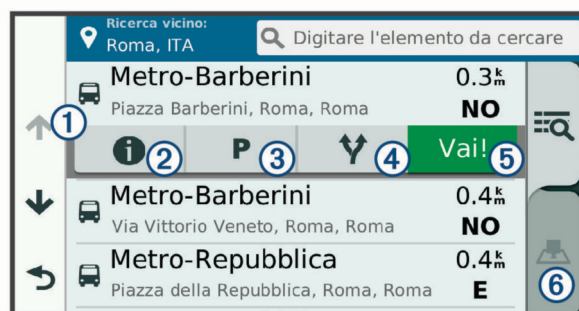 Ricerca vicino:
Roma, ITA
Digitare l'elemento da cercare
Metro-Barberini 0.3 km
Piazza Barberini, Roma, Roma NO
1
2
P 3
4
Vai! 5
Metro-Barberini 0.4 km
Via Vittorio Veneto, Roma, Roma NO
Metro-Repubblica 0.4 km
Piazza della Repubblica, Roma, Roma E
6